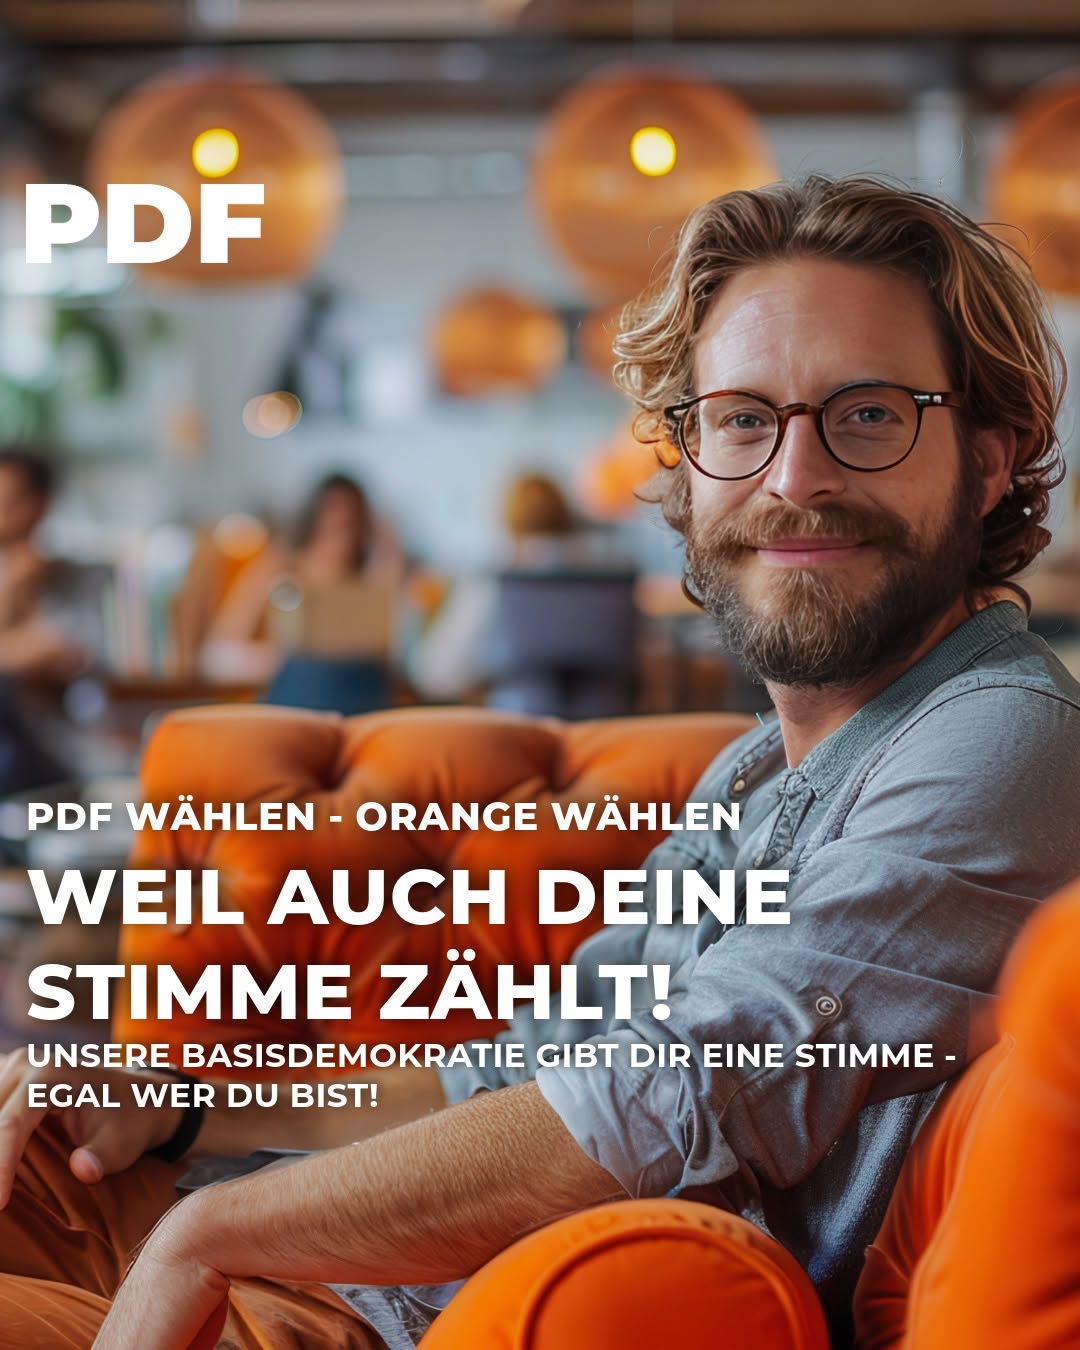 PDF
PDF WÄHLEN - ORANGE WÄHLEN
WEIL AUCH DEINE
STIMME ZÄHLT!
UNSERE BASISDEMOKRATIE GIBT DIR EINE STIMME -
EGAL WER DU BIST!